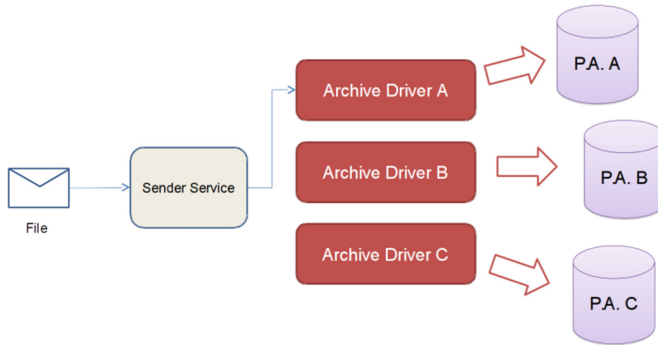 File
Sender Service
Archive Driver A
Archive Driver B
Archive Driver C
P.A. A
P.A. B
P.A. C